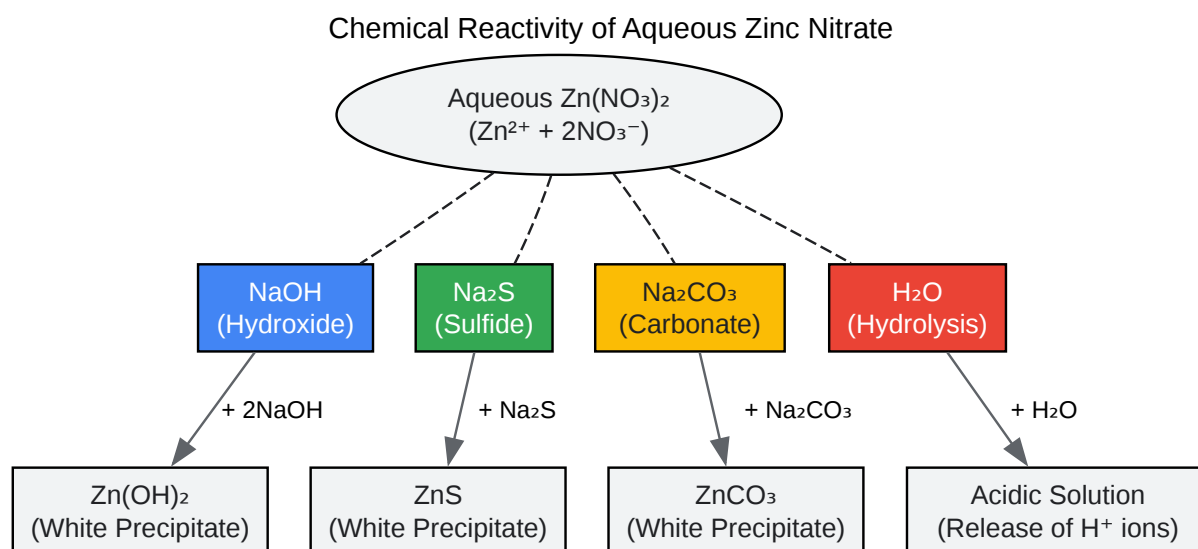 Chemical Reactivity of Aqueous Zinc Nitrate
Aqueous Zn(NO₃)₂
(Zn²⁺ + 2NO₃⁻)
NaOH
(Hydroxide)
Na₂S
(Sulfide)
Na₂CO₃
(Carbonate)
H₂O
(Hydrolysis)
+ 2NaOH
+ Na₂S
+ Na₂CO₃
+ H₂O
Zn(OH)₂
(White Precipitate)
ZnS
(White Precipitate)
ZnCO₃
(White Precipitate)
Acidic Solution
(Release of H⁺ ions)